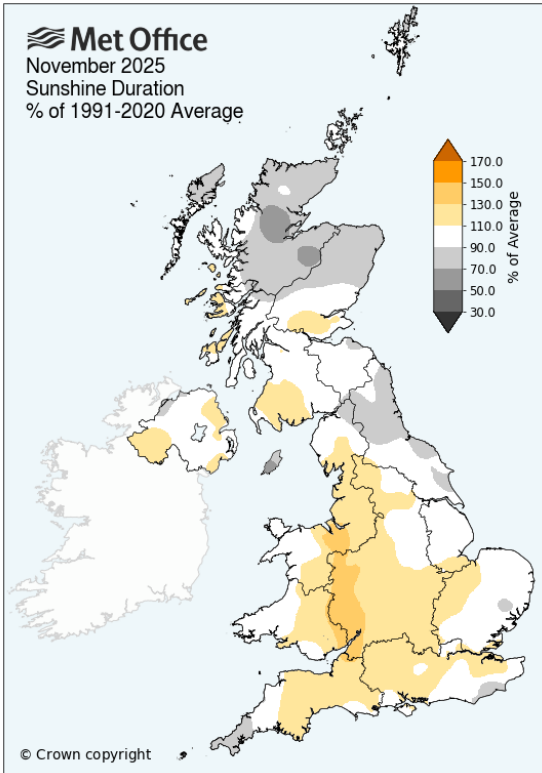 Met Office
November 2025
Sunshine Duration
% of 1991-2020 Average
170.0
150.0
130.0
110.0
90.0
70.0
50.0
30.0
% of Average
© Crown copyright